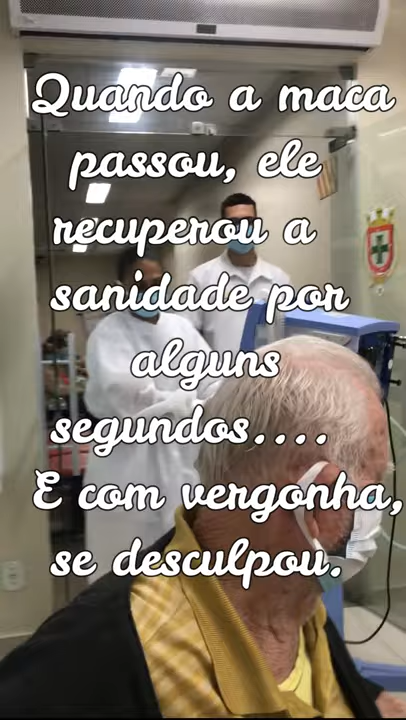 Quando a maca
passou, ele
recuperou a
sanidade por
alguns
segundos....
E com vergonha,
se desculpou.